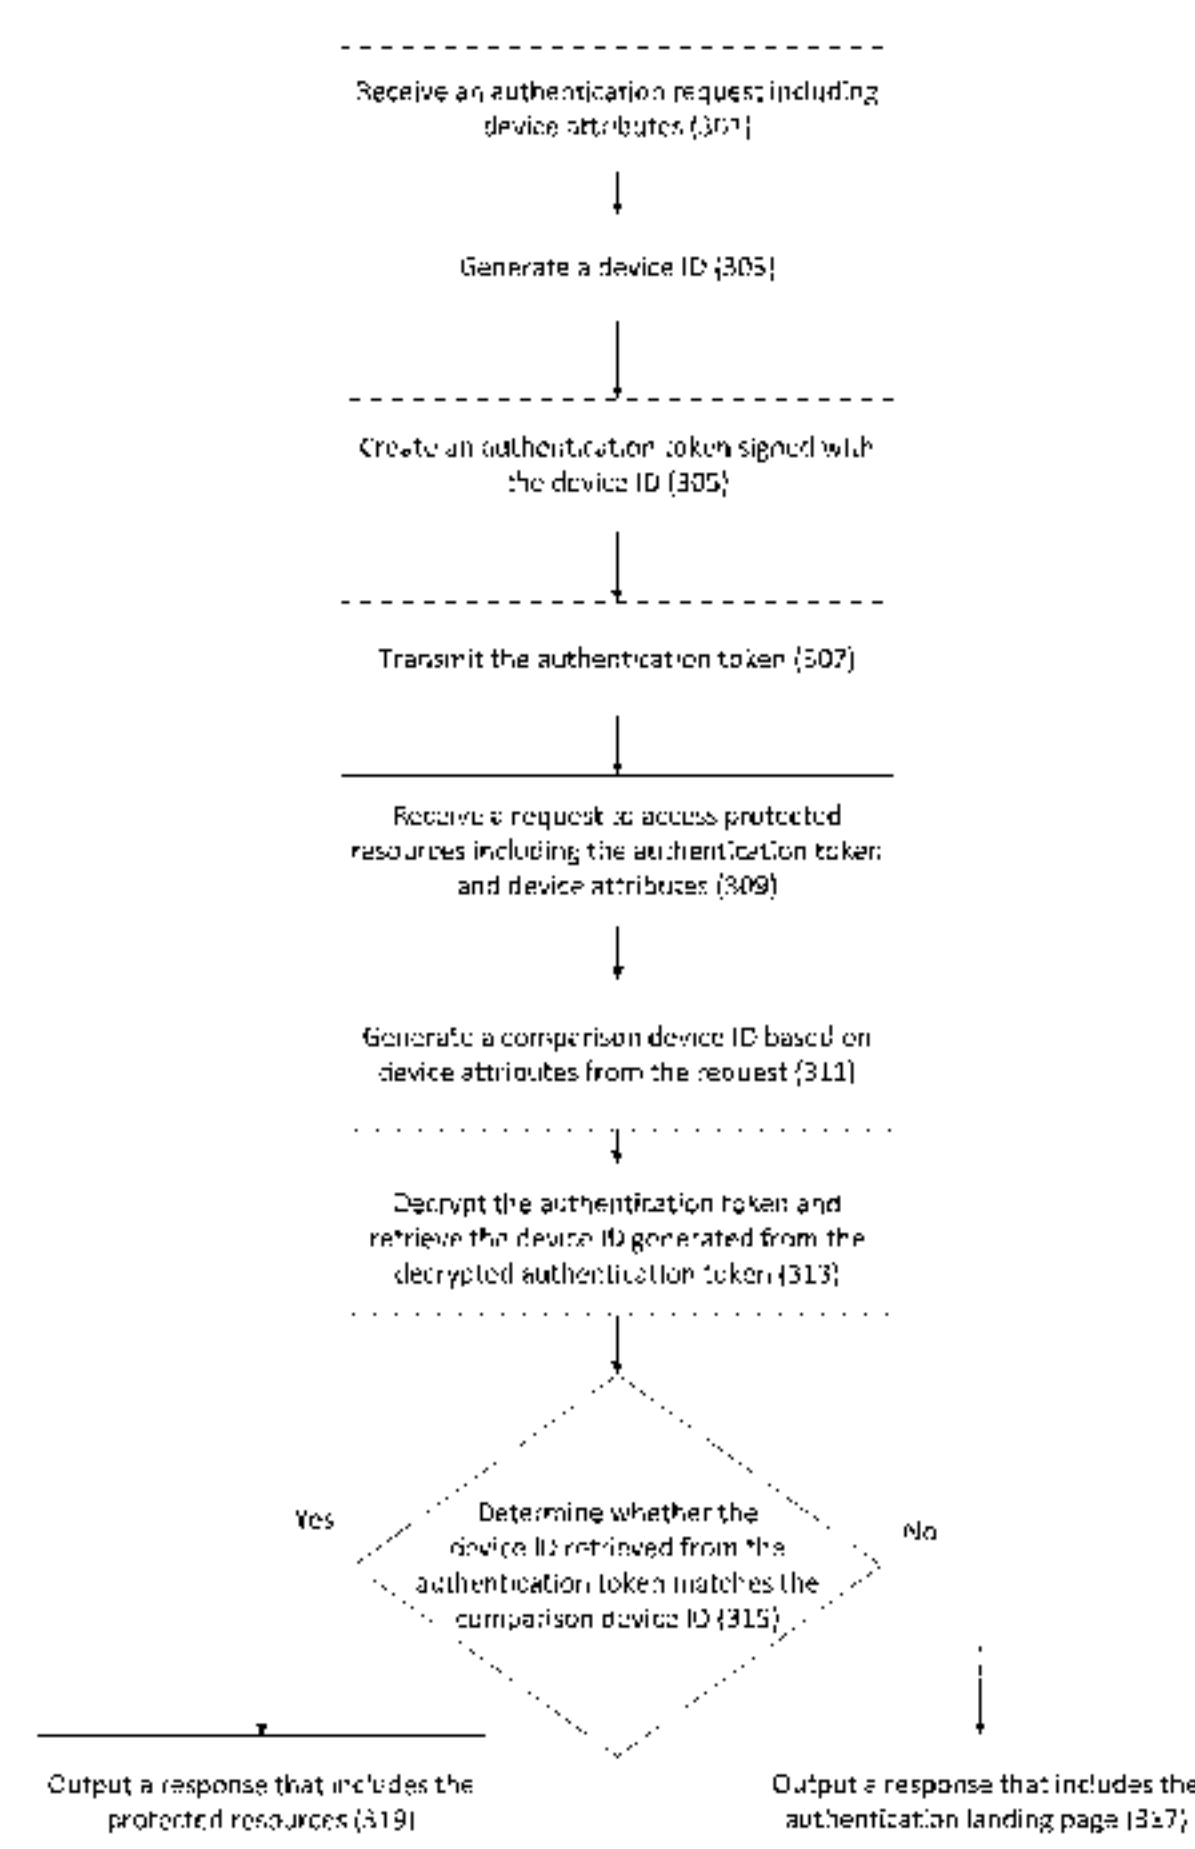 Receive an authentication request including
device attributes (301)
Generate a device ID (305)
Create an authentication token signed with
the device ID (305)
Transmit the authentication token (307)
Receive a request to access protected
resources including the authentication token
and device attributes (309)
Generate a comparison device ID based on
device attributes from the request (311)
Decrypt the authentication token and
retrieve the device ID generated from the
decrypted authentication token (313)
Yes
No
Determine whether the
device ID retrieved from the
authentication token matches the
comparison device ID (315)
Output a response that includes the
protected resources (319)
Output a response that includes the
authentication landing page (317)